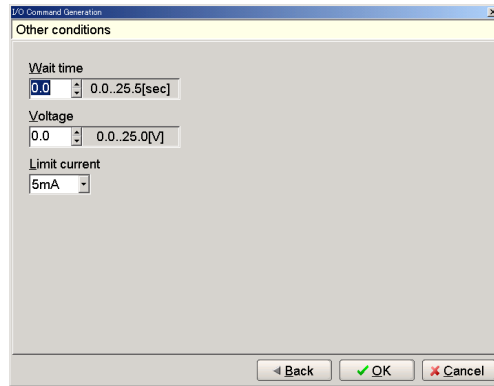 I/O Command Generation
Other conditions
Wait time
0.0 0.0..25.5[sec]
Voltage
0.0 0.0..25.0[V]
Limit current
5mA
Back OK Cancel